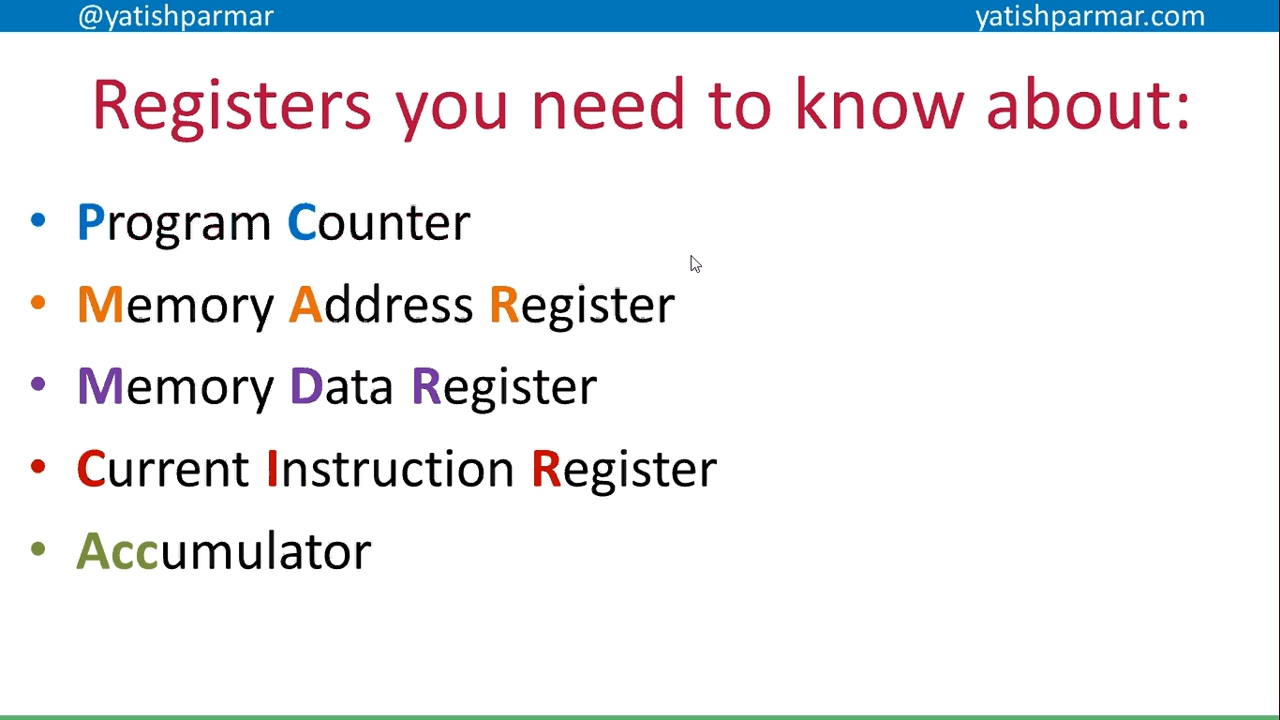 @yatishparmar
yatishparmar.com
Registers you need to know about:
• Program Counter
• Memory Address Register
• Memory Data Register
• Current Instruction Register
• Accumulator